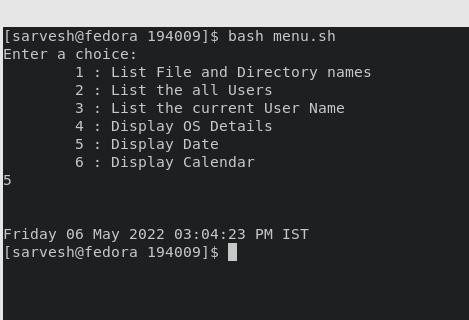 [sarvesh@fedora 194009]$ bash menu.sh
Enter a choice:
1 : List File and Directory names
2 : List the all Users
3 : List the current User Name
4 : Display OS Details
5 : Display Date
6 : Display Calendar
5
Friday 06 May 2022 03:04:23 PM IST
[sarvesh@fedora 194009]$